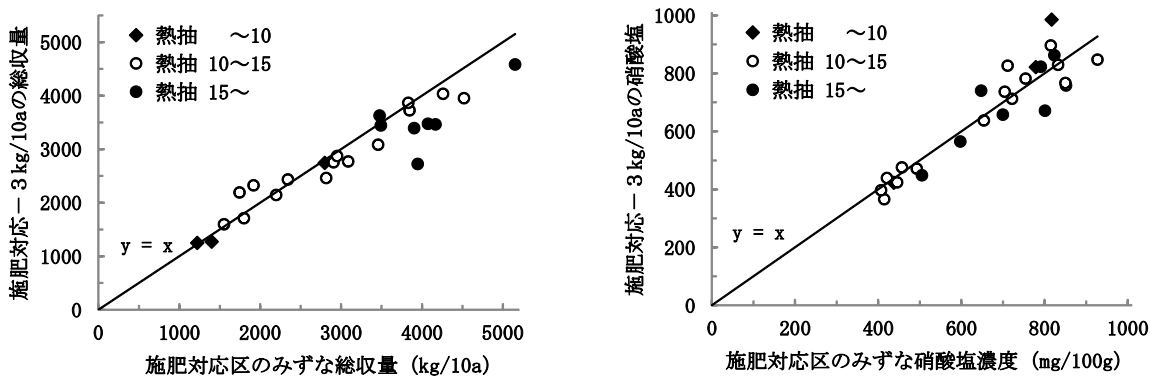 施肥対応－3kg/10aの総収量
5000
4000
3000
2000
1000
0
◆ 熱抽 ～10
○ 熱抽 10～15
● 熱抽 15～
y = x
0 1000 2000 3000 4000 5000
施肥対応区のみずな総収量 (kg/10a)
施肥対応－3kg/10aの硝酸塩
1000
800
600
400
200
0
◆ 熱抽 ～10
○ 熱抽 10～15
● 熱抽 15～
y = x
0 200 400 600 800 1000
施肥対応区のみずな硝酸塩濃度 (mg/100g)